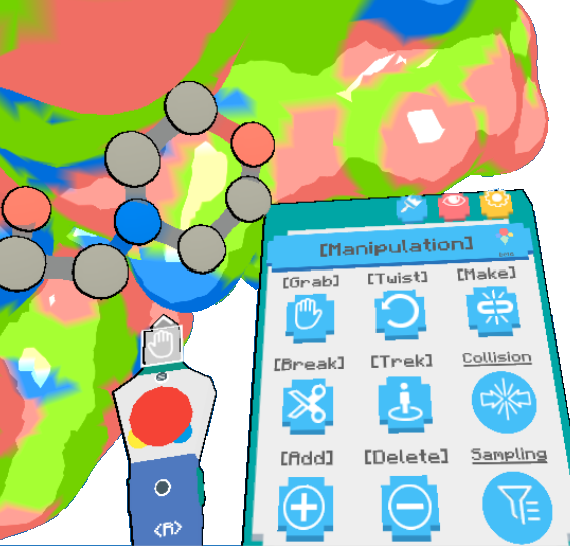 [Manipulation]
[Grab] [Twist] [Make]
[Break] [Trek] Collision
[Add] [Delete] Sampling
<A>